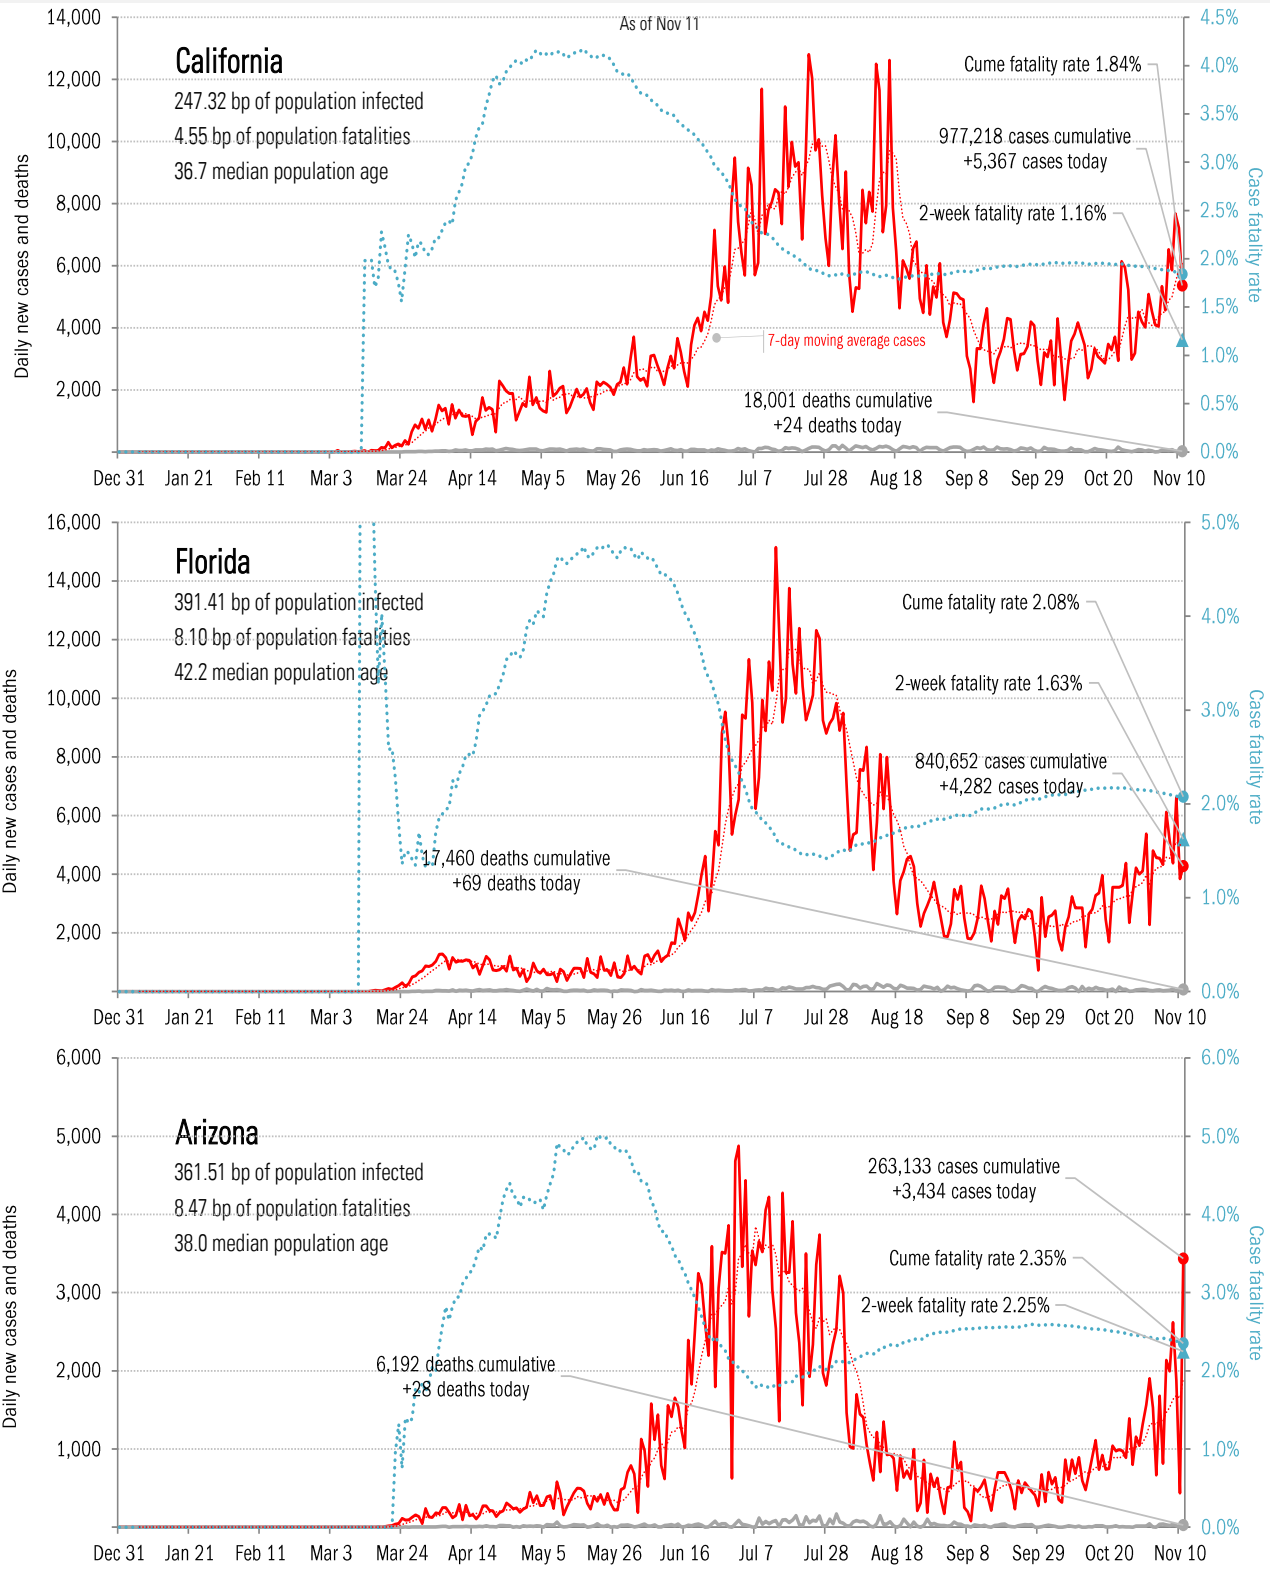 As of Nov 11
California
247.32 bp of population infected
4.55 bp of population fatalities
36.7 median population age
Daily new cases and deaths
14,000
12,000
10,000
8,000
6,000
4,000
2,000
4.5%
4.0%
3.5%
3.0%
2.5%
2.0%
1.5%
1.0%
0.5%
0.0%
Case fatality rate
Cume fatality rate 1.84%
977,218 cases cumulative
+5,367 cases today
2-week fatality rate 1.16%
7-day moving average cases
18,001 deaths cumulative
+24 deaths today
Dec 31 Jan 21 Feb 11 Mar 3 Mar 24 Apr 14 May 5 May 26 Jun 16 Jul 7 Jul 28 Aug 18 Sep 8 Sep 29 Oct 20 Nov 10
Florida
391.41 bp of population infected
8.10 bp of population fatalities
42.2 median population age
Daily new cases and deaths
16,000
14,000
12,000
10,000
8,000
6,000
4,000
2,000
5.0%
4.0%
3.0%
2.0%
1.0%
0.0%
Case fatality rate
Cume fatality rate 2.08%
2-week fatality rate 1.63%
840,652 cases cumulative
+4,282 cases today
17,460 deaths cumulative
+69 deaths today
Dec 31 Jan 21 Feb 11 Mar 3 Mar 24 Apr 14 May 5 May 26 Jun 16 Jul 7 Jul 28 Aug 18 Sep 8 Sep 29 Oct 20 Nov 10
Arizona
361.51 bp of population infected
8.47 bp of population fatalities
38.0 median population age
Daily new cases and deaths
6,000
5,000
4,000
3,000
2,000
1,000
6.0%
5.0%
4.0%
3.0%
2.0%
1.0%
0.0%
Case fatality rate
263,133 cases cumulative
+3,434 cases today
Cume fatality rate 2.35%
2-week fatality rate 2.25%
6,192 deaths cumulative
+28 deaths today
Dec 31 Jan 21 Feb 11 Mar 3 Mar 24 Apr 14 May 5 May 26 Jun 16 Jul 7 Jul 28 Aug 18 Sep 8 Sep 29 Oct 20 Nov 10